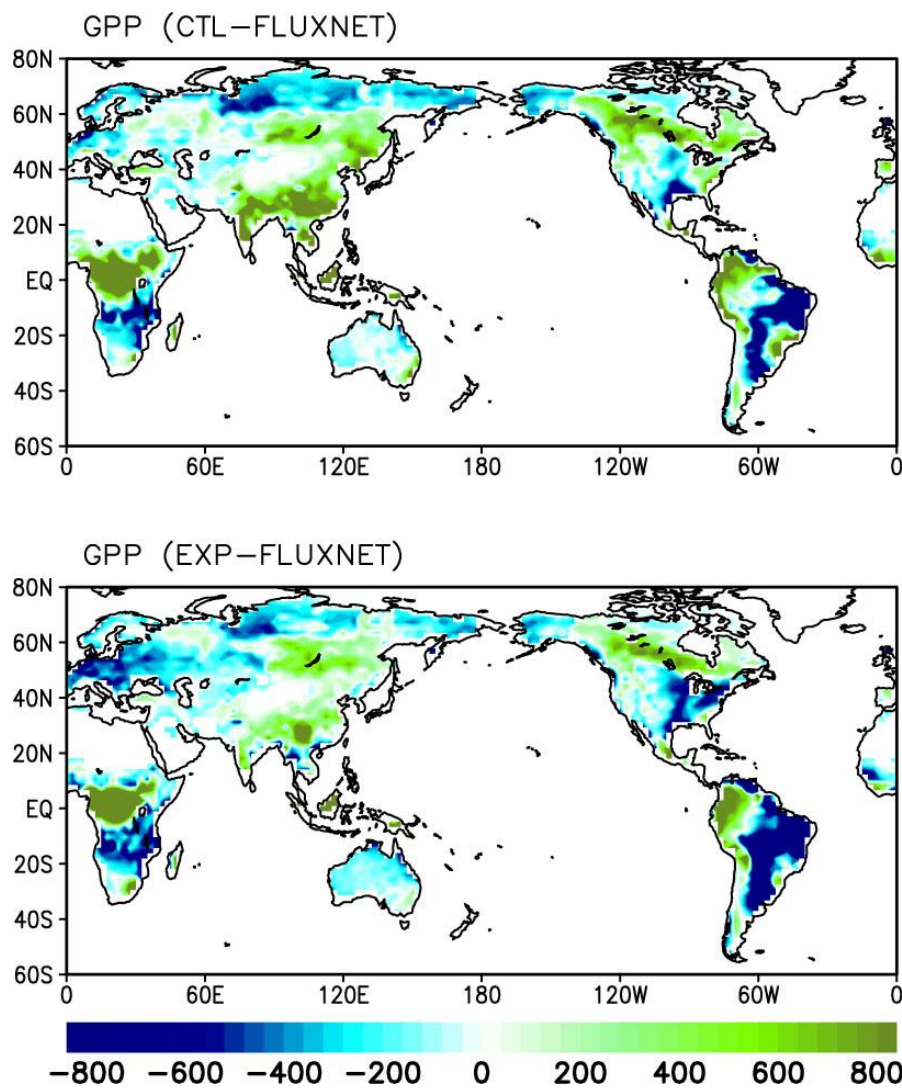 GPP (CTL−FLUXNET)
80N
60N
40N
20N
EQ
20S
40S
60S
0 60E 120E 180 120W 60W 0
GPP (EXP−FLUXNET)
80N
60N
40N
20N
EQ
20S
40S
60S
0 60E 120E 180 120W 60W 0
−800 −600 −400 −200 0 200 400 600 800